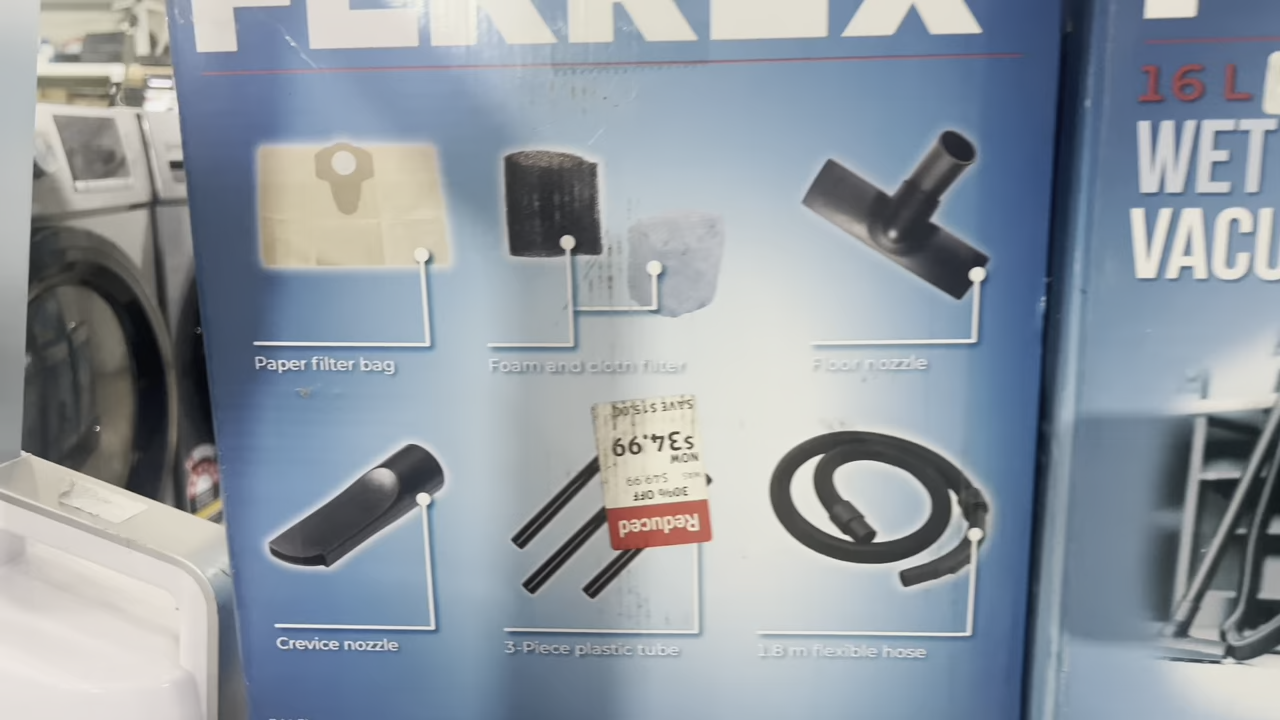 FERREX
16 L
WET
VACU
Paper filter bag
Foam and cloth filter
Floor nozzle
Reduced
30% OFF
WAS $49.99
NOW
$34.99
SAVE $15.00
Crevice nozzle
3-Piece plastic tube
1.8 m flexible hose